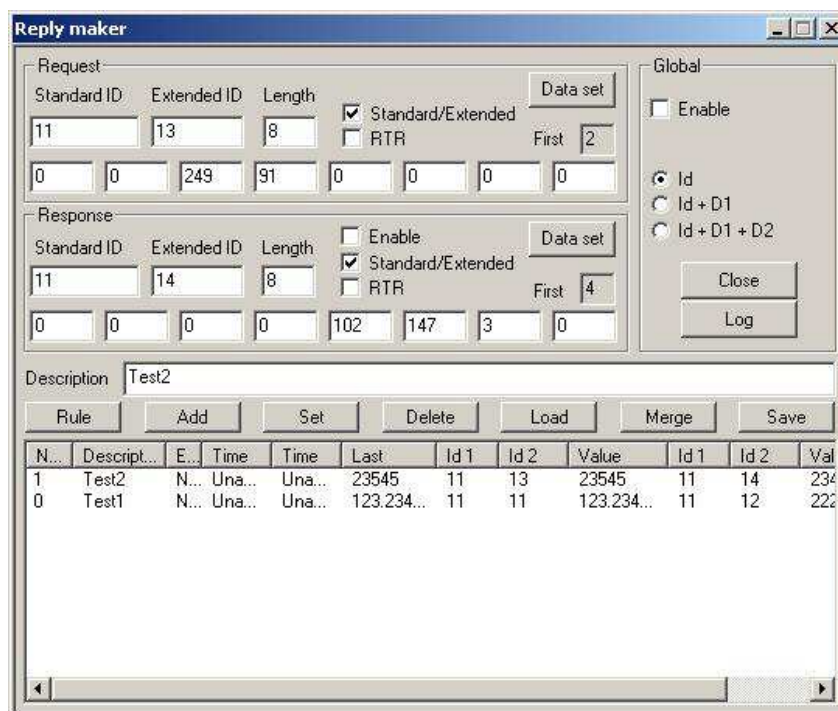 Reply maker
Request
Standard ID Extended ID Length Data set
11 13 8 Standard/Extended
RTR First 2
0 0 249 91 0 0 0 0
Response
Standard ID Extended ID Length Enable Data set
11 14 8 Standard/Extended
RTR First 4
0 0 0 0 102 147 3 0
Global
Enable
Id
Id + D1
Id + D1 + D2
Close
Log
Description Test2
Rule Add Set Delete Load Merge Save
N... Descript... E... Time Time Last Id 1 Id 2 Value Id 1 Id 2 Val
1 Test2 N... Una... Una... 23545 11 13 23545 11 14 234
0 Test1 N... Una... Una... 123.234... 11 11 123.234... 11 12 222